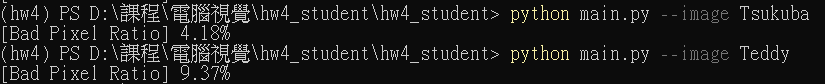 (hw4) PS D:\課程\電腦視覺\hw4_student\hw4_student> python main.py --image Tsukuba
[Bad Pixel Ratio] 4.18%
(hw4) PS D:\課程\電腦視覺\hw4_student\hw4_student> python main.py --image Teddy
[Bad Pixel Ratio] 9.37%